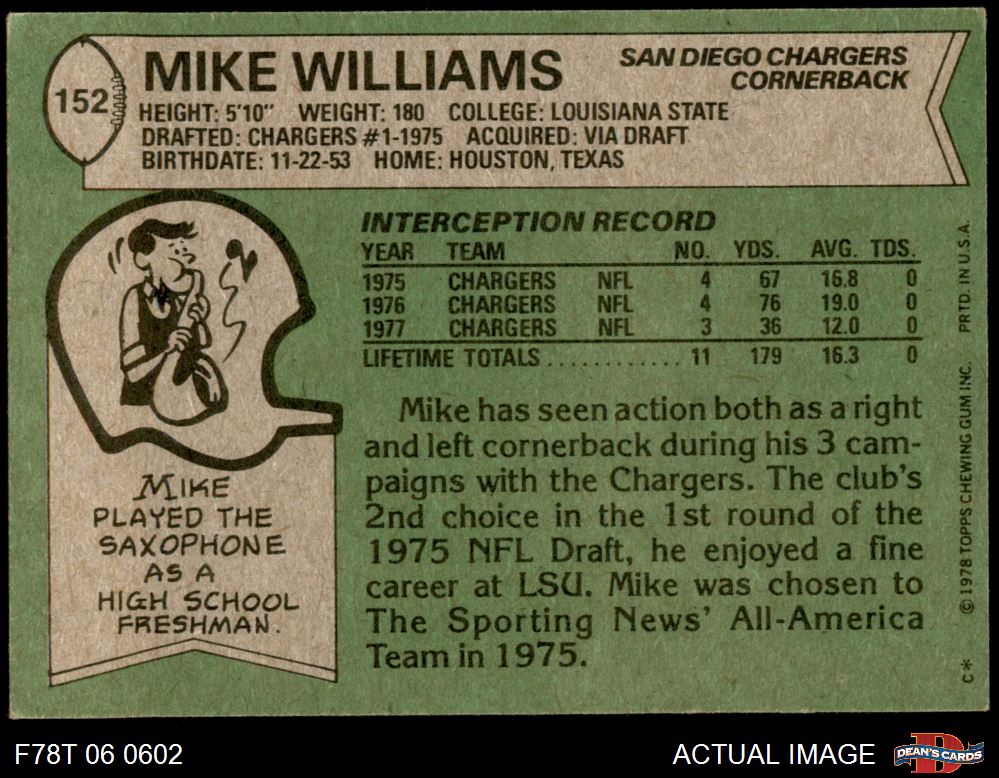 152
MIKE WILLIAMS
SAN DIEGO CHARGERS
CORNERBACK
HEIGHT: 5'10" WEIGHT: 180 COLLEGE: LOUISIANA STATE
DRAFTED: CHARGERS #1-1975 ACQUIRED: VIA DRAFT
BIRTHDATE: 11-22-53 HOME: HOUSTON, TEXAS
INTERCEPTION RECORD
YEAR TEAM NO. YDS. AVG. TDS.
1975 CHARGERS NFL 4 67 16.8 0
1976 CHARGERS NFL 4 76 19.0 0
1977 CHARGERS NFL 3 36 12.0 0
LIFETIME TOTALS ............ 11 179 16.3 0
Mike has seen action both as a right
and left cornerback during his 3 cam-
paigns with the Chargers. The club's
2nd choice in the 1st round of the
1975 NFL Draft, he enjoyed a fine
career at LSU. Mike was chosen to
The Sporting News' All-America
Team in 1975.
MIKE
PLAYED THE
SAXOPHONE
AS A
HIGH SCHOOL
FRESHMAN.
C* © 1978 TOPPS CHEWING GUM INC. PRTD. IN U.S.A.
F78T 06 0602
ACTUAL IMAGE
D
DEAN'S CARDS